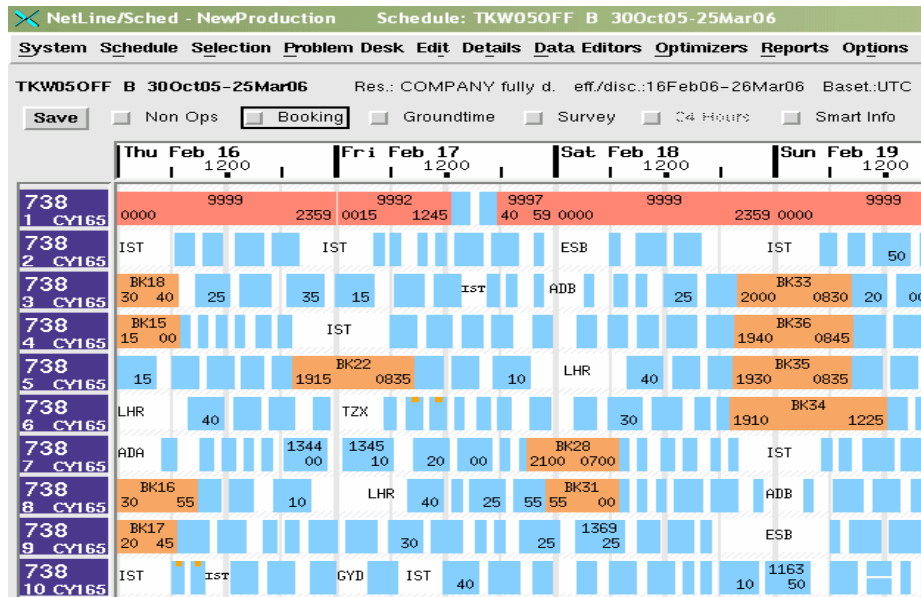 NetLine/Sched - NewProduction Schedule: TKW05OFF B 30Oct05-25Mar06
System Schedule Selection Problem Desk Edit Details Data Editors Optimizers Reports Options
TKW05OFF B 30Oct05-25Mar06 Res.: COMPANY fully d. eff./disc.:16Feb06-26Mar06 Baset.:UTC
Save Non Ops Booking Groundtime Survey 24 Hours Smart Info
Thu Feb 16 Fri Feb 17 Sat Feb 18 Sun Feb 19
1200 1200 1200 1200
738 9999 9992 9997 9999 9999
1 CY165 0000 2359 0015 1245 40 59 0000 2359 0000
738 IST IST ESB IST
2 CY165 50
738 BK18 IST ADB BK33
3 CY165 30 40 25 35 15 25 2000 0830 20
738 BK15 IST BK36
4 CY165 15 00 1940 0845
738 BK22 LHR BK35
5 CY165 15 1915 0835 10 40 1930 0835
738 LHR TZX BK34
6 CY165 40 30 1910 1225
738 ADA 1344 1345 BK28 IST
7 CY165 00 10 20 00 2100 0700
738 BK16 LHR BK31 ADB
8 CY165 30 55 10 40 25 55 55 00
738 BK17 1369 ESB
9 CY165 20 45 30 25 25
738 IST IST GYD IST 1163
10 CY165 40 10 50